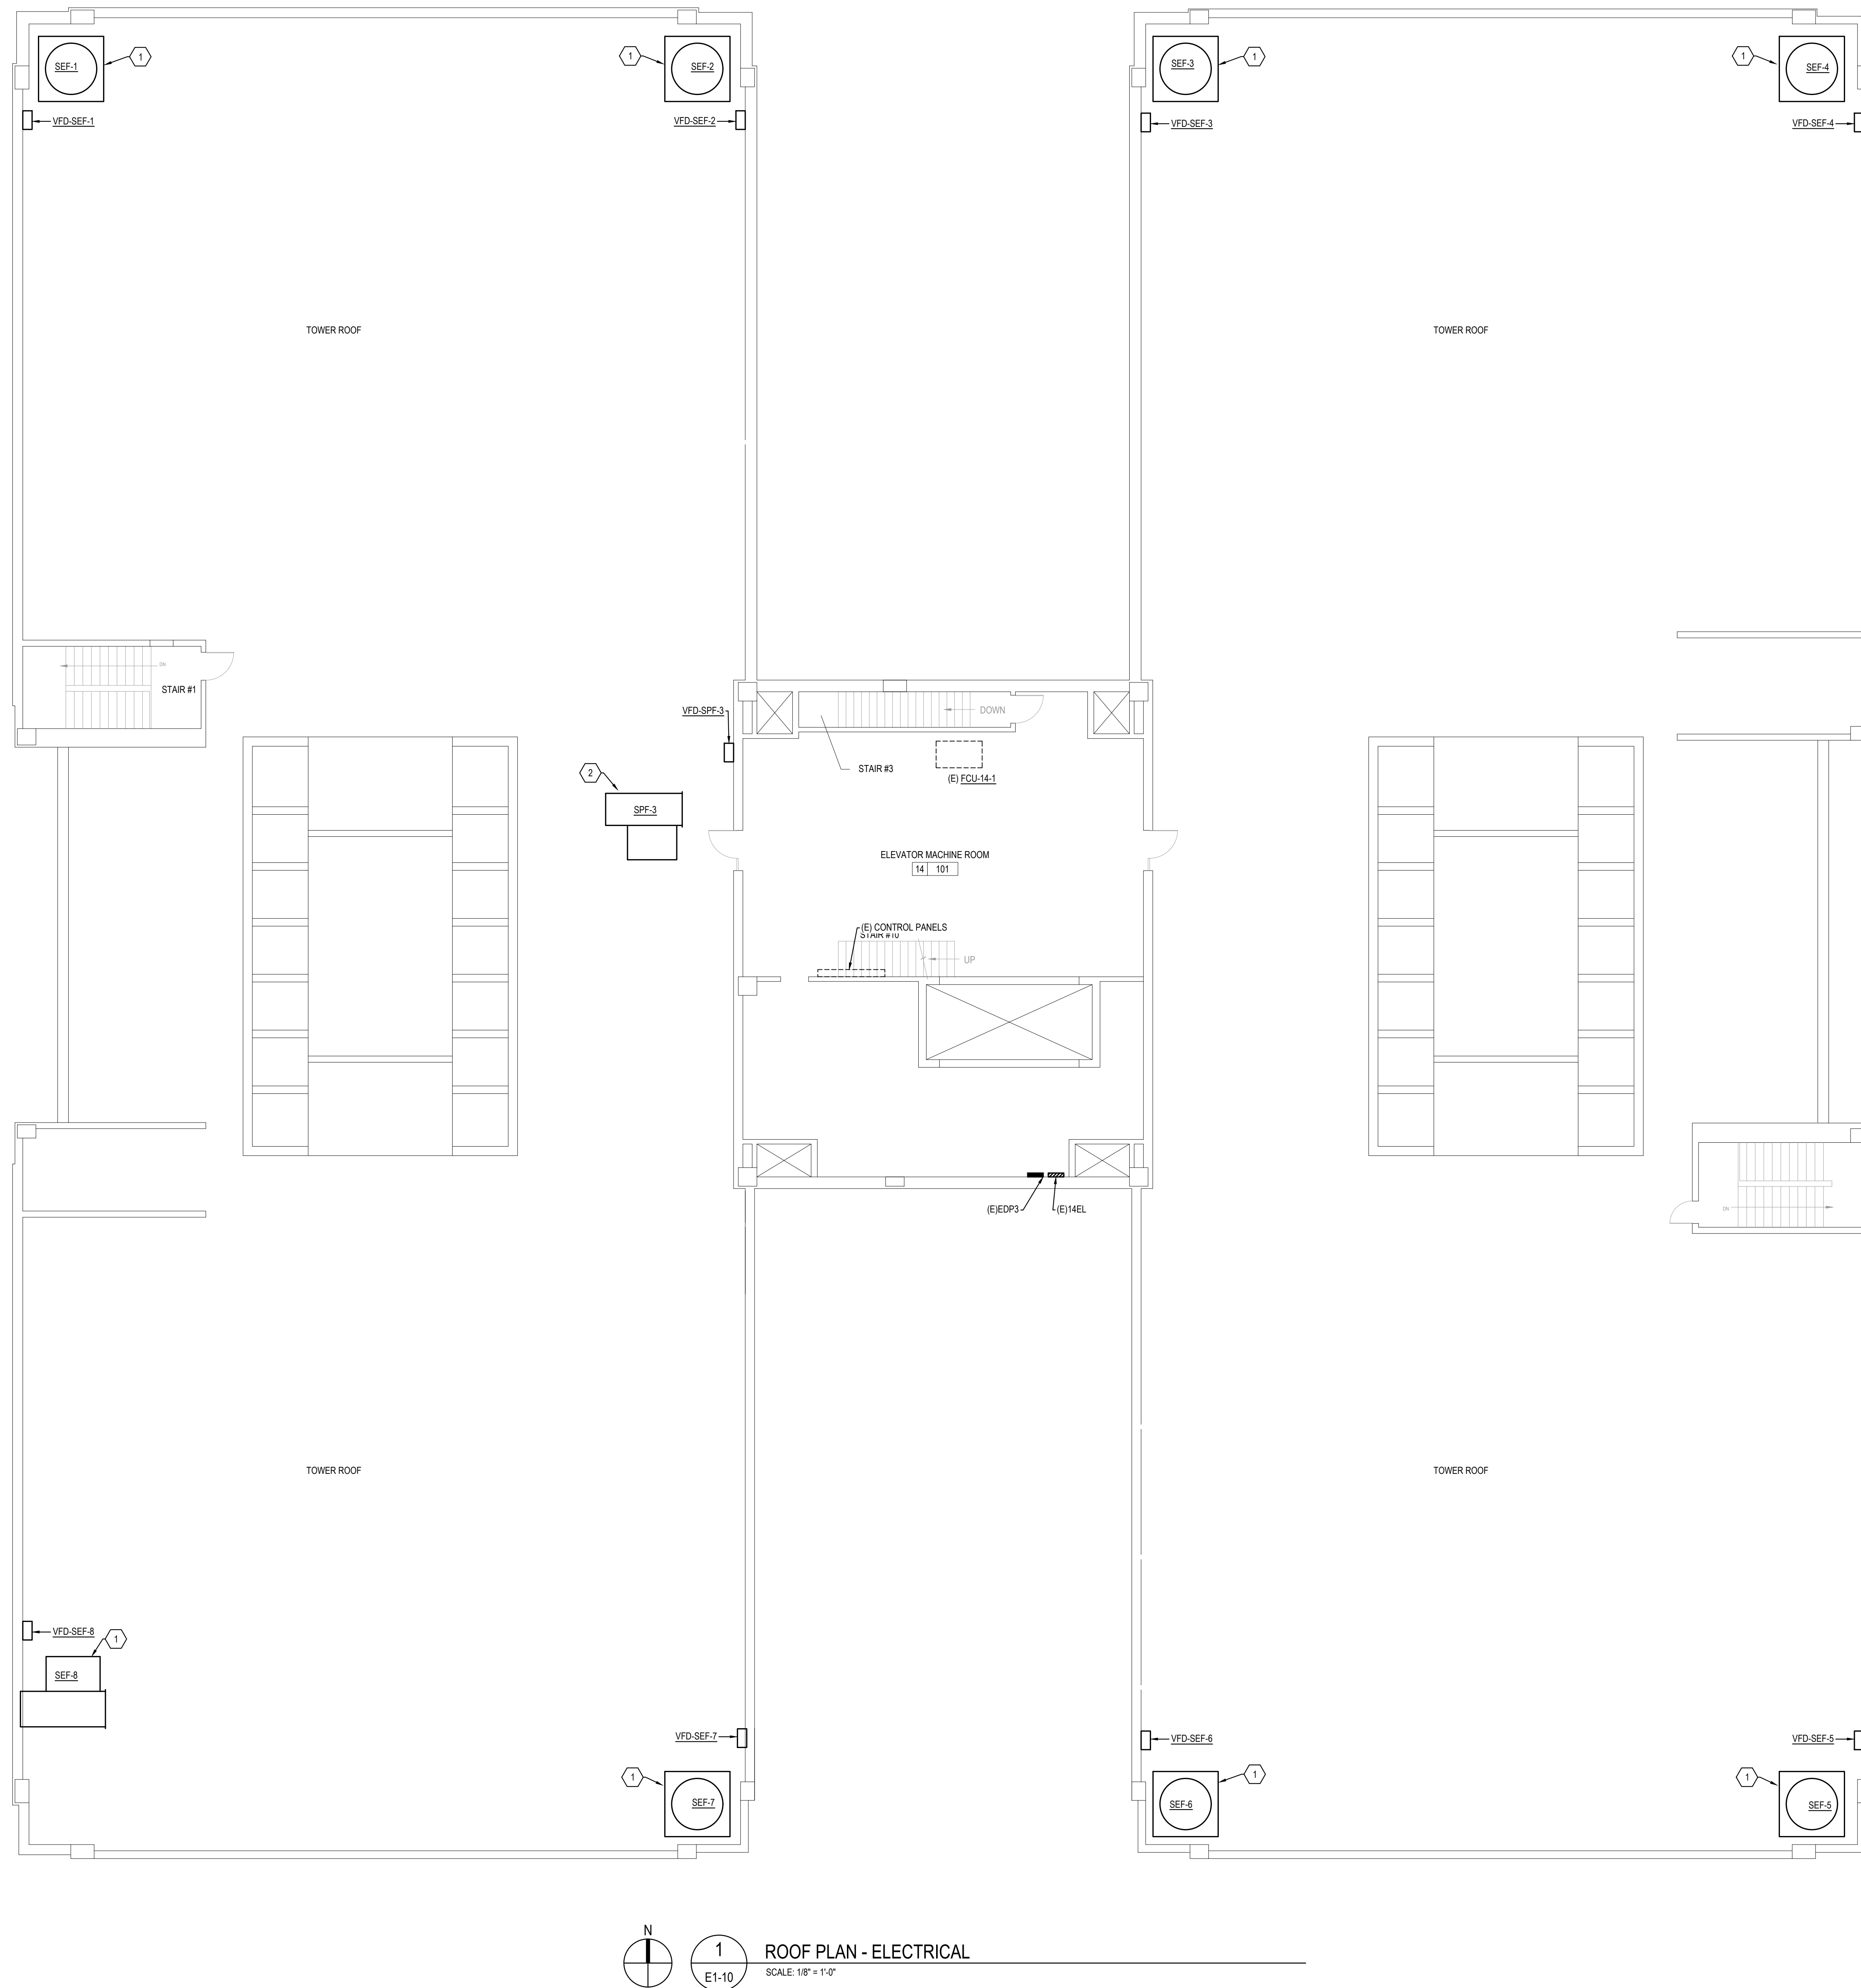 SEF-1
1
1
SEF-2
SEF-3
1
1
SEF-4
VFD-SEF-1
VFD-SEF-2
VFD-SEF-3
VFD-SEF-4
TOWER ROOF
TOWER ROOF
DN
STAIR #1
VFD-SPF-3
DOWN
STAIR #3
(E) FCU-14-1
2
SPF-3
ELEVATOR MACHINE ROOM
14 101
(E) CONTROL PANELS
STAIR #10
UP
(E)EDP3
(E)14EL
DN
TOWER ROOF
TOWER ROOF
VFD-SEF-8
1
SEF-8
VFD-SEF-7
VFD-SEF-6
VFD-SEF-5
1
SEF-7
SEF-6
1
1
SEF-5
N
1
E1-10
ROOF PLAN - ELECTRICAL
SCALE: 1/8" = 1'-0"